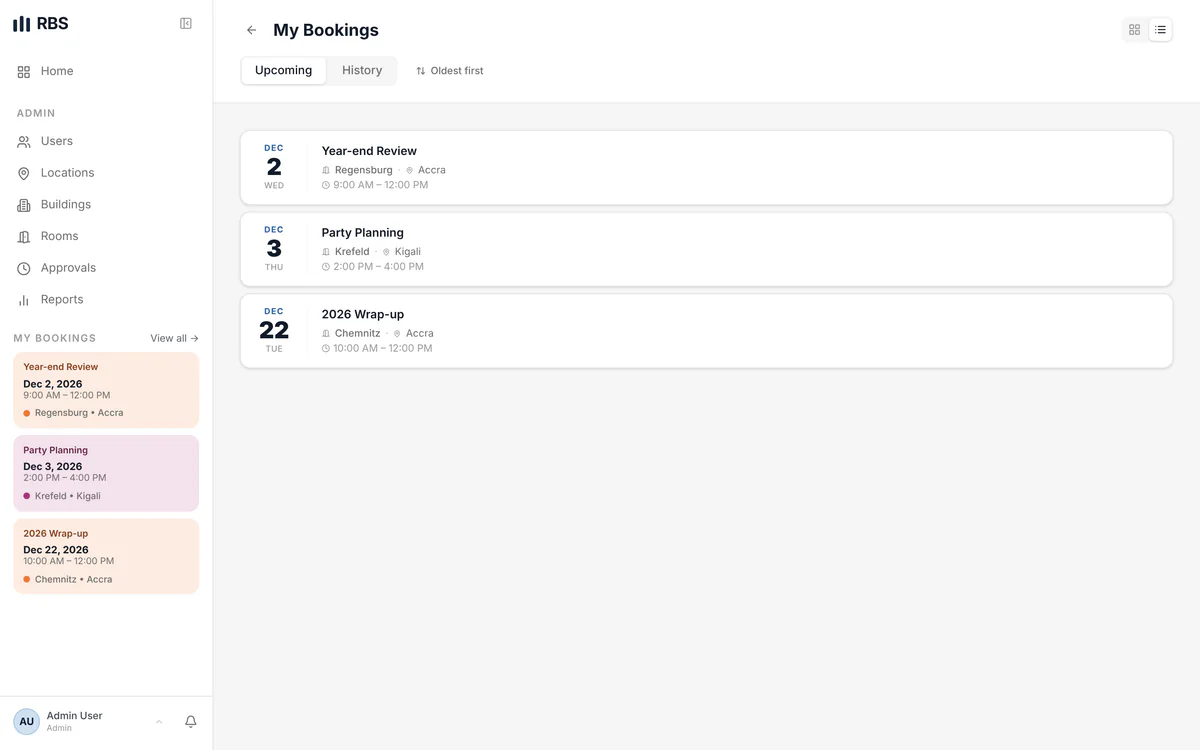 RBS
Home
ADMIN
Users
Locations
Buildings
Rooms
Approvals
Reports
MY BOOKINGS View all →
Year-end Review
Dec 2, 2026
9:00 AM – 12:00 PM
Regensburg • Accra
Party Planning
Dec 3, 2026
2:00 PM – 4:00 PM
Krefeld • Kigali
2026 Wrap-up
Dec 22, 2026
10:00 AM – 12:00 PM
Chemnitz • Accra
AU
Admin User
Admin
My Bookings
Upcoming History Oldest first
DEC
2
WED
Year-end Review
Regensburg · Accra
9:00 AM – 12:00 PM
DEC
3
THU
Party Planning
Krefeld · Kigali
2:00 PM – 4:00 PM
DEC
22
TUE
2026 Wrap-up
Chemnitz · Accra
10:00 AM – 12:00 PM